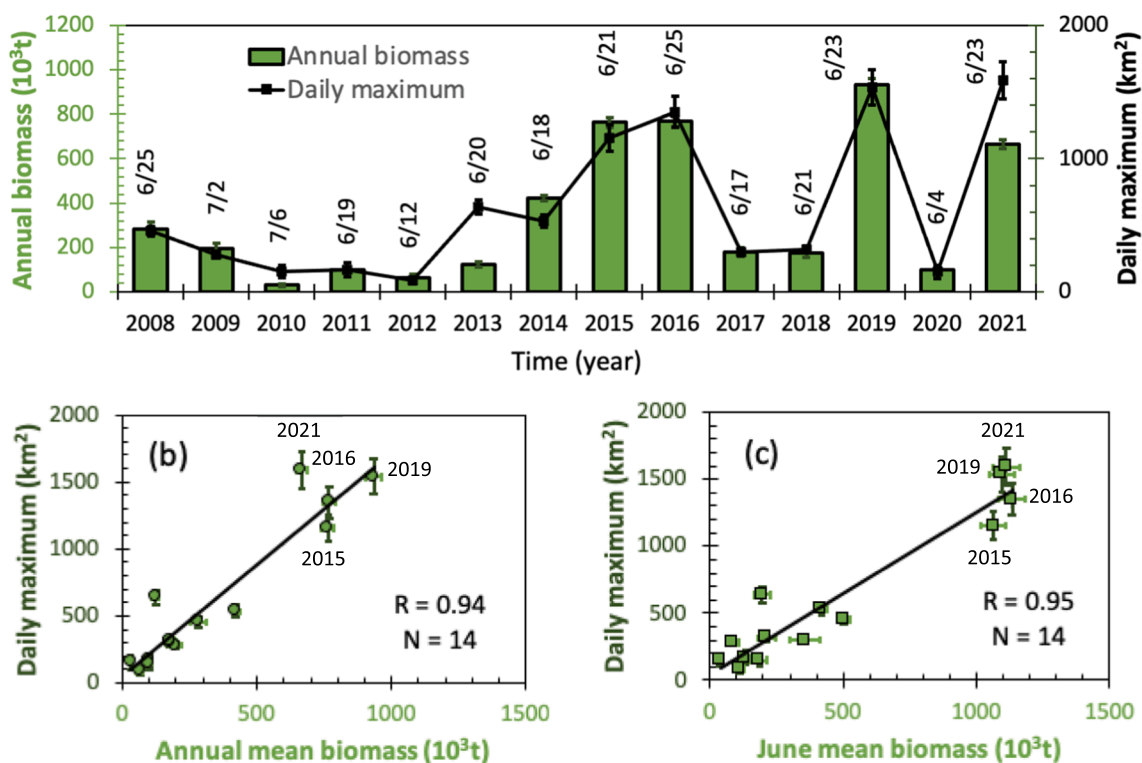 Annual biomass (10³t)
1200
1000
800
600
400
200
0
Annual biomass
Daily maximum
6/25
7/2
7/6
6/19
6/12
6/20
6/18
6/21
6/25
6/17
6/21
6/23
6/4
6/23
2000
1000
0
Daily maximum (km²)
2008 2009 2010 2011 2012 2013 2014 2015 2016 2017 2018 2019 2020 2021
Time (year)
Daily maximum (km²)
2000
1500
1000
500
0
(b)
2021
2016
2019
2015
R = 0.94
N = 14
0 500 1000 1500
Annual mean biomass (10³t)
Daily maximum (km²)
2000
1500
1000
500
0
(c)
2021
2019
2016
2015
R = 0.95
N = 14
0 500 1000 1500
June mean biomass (10³t)